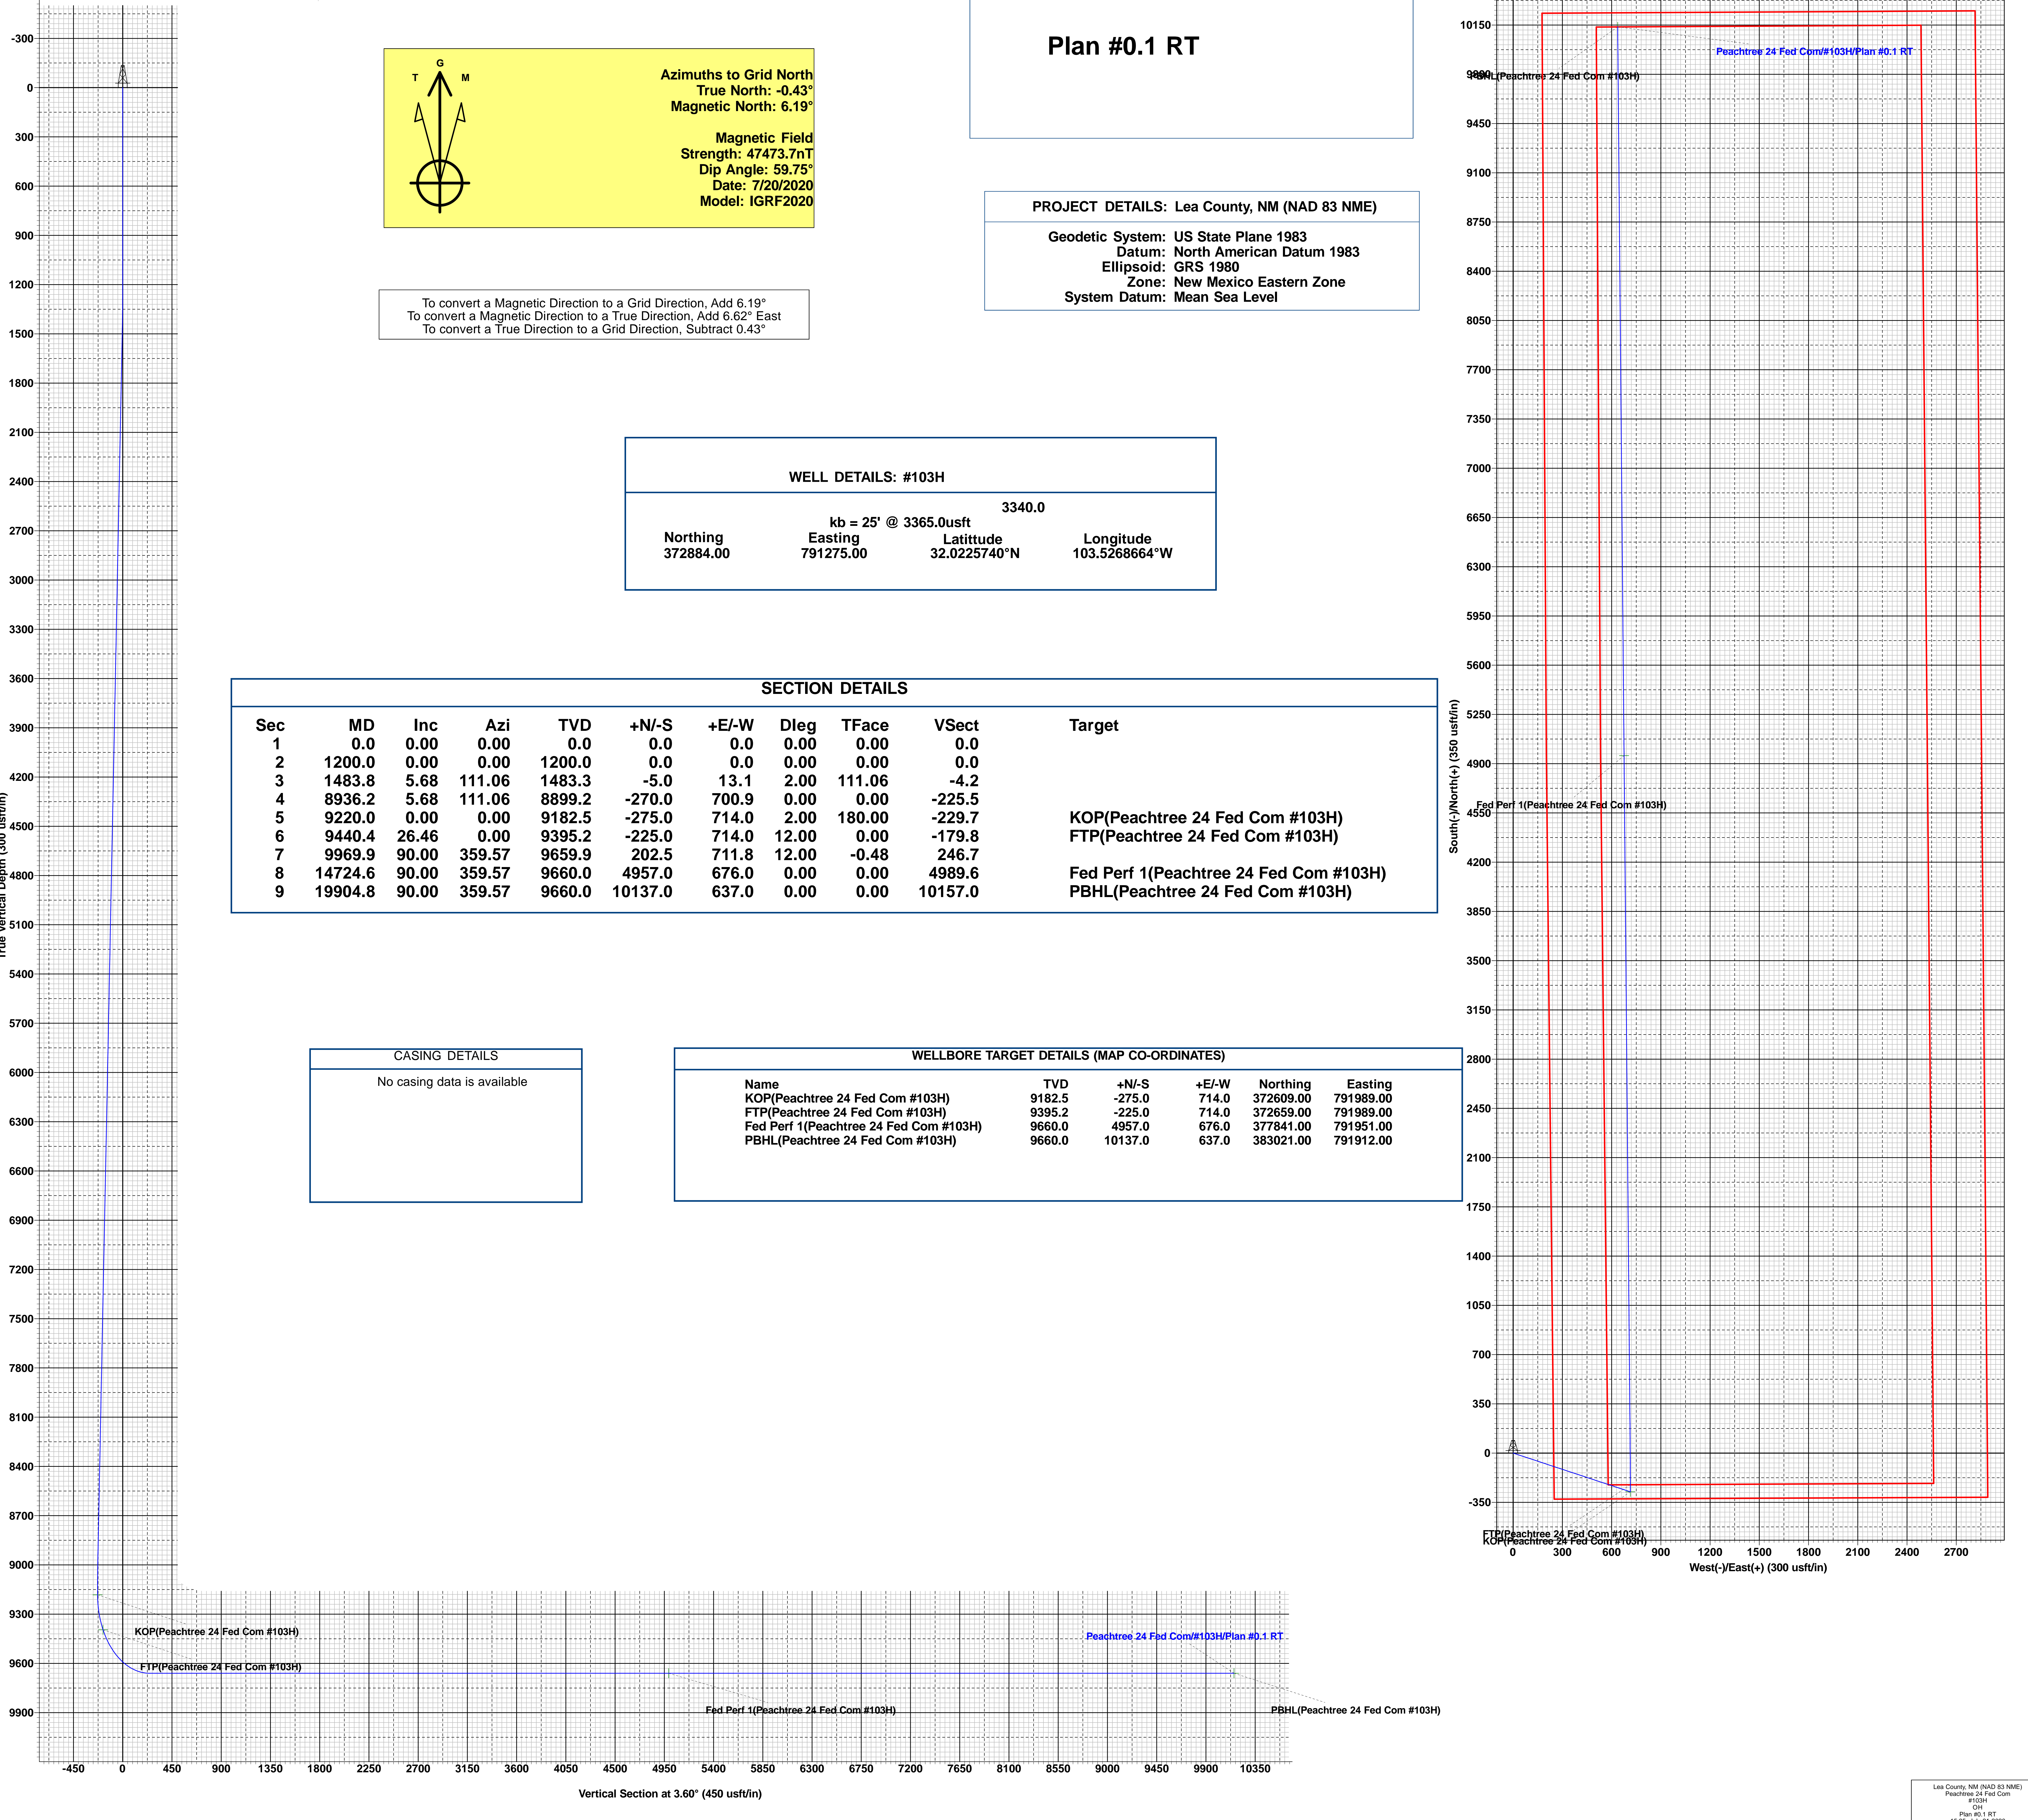 Plan #0.1 RT
T G M
Azimuths to Grid North
True North: -0.43°
Magnetic North: 6.19°
Magnetic Field
Strength: 47473.7nT
Dip Angle: 59.75°
Date: 7/20/2020
Model: IGRF2020
To convert a Magnetic Direction to a Grid Direction, Add 6.19°
To convert a Magnetic Direction to a True Direction, Add 6.62° East
To convert a True Direction to a Grid Direction, Subtract 0.43°
PROJECT DETAILS: Lea County, NM (NAD 83 NME)
Geodetic System: US State Plane 1983
Datum: North American Datum 1983
Ellipsoid: GRS 1980
Zone: New Mexico Eastern Zone
System Datum: Mean Sea Level
WELL DETAILS: #103H
3340.0
kb = 25' @ 3365.0usft
Northing Easting Latittude Longitude
372884.00 791275.00 32.0225740°N 103.5268664°W
SECTION DETAILS
Sec MD Inc Azi TVD +N/-S +E/-W Dleg TFace VSect Target
1 0.0 0.00 0.00 0.0 0.0 0.0 0.00 0.00 0.0
2 1200.0 0.00 0.00 1200.0 0.0 0.0 0.00 0.00 0.0
3 1483.8 5.68 111.06 1483.3 -5.0 13.1 2.00 111.06 -4.2
4 8936.2 5.68 111.06 8899.2 -270.0 700.9 0.00 0.00 -225.5
5 9220.0 0.00 0.00 9182.5 -275.0 714.0 2.00 180.00 -229.7 KOP(Peachtree 24 Fed Com #103H)
6 9440.4 26.46 0.00 9395.2 -225.0 714.0 12.00 0.00 -179.8 FTP(Peachtree 24 Fed Com #103H)
7 9969.9 90.00 359.57 9659.9 202.5 711.8 12.00 -0.48 246.7
8 14724.6 90.00 359.57 9660.0 4957.0 676.0 0.00 0.00 4989.6 Fed Perf 1(Peachtree 24 Fed Com #103H)
9 19904.8 90.00 359.57 9660.0 10137.0 637.0 0.00 0.00 10157.0 PBHL(Peachtree 24 Fed Com #103H)
CASING DETAILS
No casing data is available
WELLBORE TARGET DETAILS (MAP CO-ORDINATES)
Name TVD +N/-S +E/-W Northing Easting
KOP(Peachtree 24 Fed Com #103H) 9182.5 -275.0 714.0 372609.00 791989.00
FTP(Peachtree 24 Fed Com #103H) 9395.2 -225.0 714.0 372659.00 791989.00
Fed Perf 1(Peachtree 24 Fed Com #103H) 9660.0 4957.0 676.0 377841.00 791951.00
PBHL(Peachtree 24 Fed Com #103H) 9660.0 10137.0 637.0 383021.00 791912.00
-300
0
300
600
900
1200
1500
1800
2100
2400
2700
3000
3300
3600
3900
4200
4500
4800
5100
5400
5700
6000
6300
6600
6900
7200
7500
7800
8100
8400
8700
9000
9300
9600
9900
True Vertical Depth (300 usft/in)
KOP(Peachtree 24 Fed Com #103H)
FTP(Peachtree 24 Fed Com #103H)
Peachtree 24 Fed Com/#103H/Plan #0.1 RT
Fed Perf 1(Peachtree 24 Fed Com #103H)
PBHL(Peachtree 24 Fed Com #103H)
-450 0 450 900 1350 1800 2250 2700 3150 3600 4050 4500 4950 5400 5850 6300 6750 7200 7650 8100 8550 9000 9450 9900 10350
Vertical Section at 3.60° (450 usft/in)
10150
9800
9450
9100
8750
8400
8050
7700
7350
7000
6650
6300
5950
5600
5250
4900
4550
4200
3850
3500
3150
2800
2450
2100
1750
1400
1050
700
350
0
-350
South(-)/North(+) (350 usft/in)
Peachtree 24 Fed Com/#103H/Plan #0.1 RT
PBHL(Peachtree 24 Fed Com #103H)
Fed Perf 1(Peachtree 24 Fed Com #103H)
FTP(Peachtree 24 Fed Com #103H)
KOP(Peachtree 24 Fed Com #103H)
0 300 600 900 1200 1500 1800 2100 2400 2700
West(-)/East(+) (300 usft/in)
Lea County, NM (NAD 83 NME)
Peachtree 24 Fed Com
#103H
OH
Plan #0.1 RT